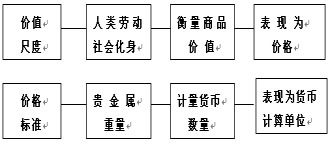 价值 人类劳动 衡量商品 表 现 为
尺度 社会化身 价 值 价格
价格 贵 金 属 计量货币 表现为货币
标准 重量 数量 计算单位